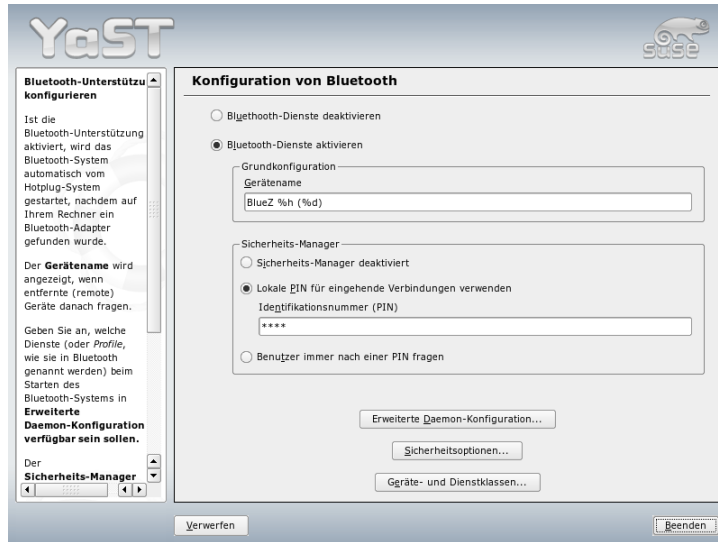 YaST
SUSE
Bluetooth-Unterstützu
konfigurieren
Ist die
Bluetooth-Unterstützung
aktiviert, wird das
Bluetooth-System
automatisch vom
Hotplug-System
gestartet, nachdem auf
Ihrem Rechner ein
Bluetooth-Adapter
gefunden wurde.
Der Gerätename wird
angezeigt, wenn
entfernte (remote)
Geräte danach fragen.
Geben Sie an, welche
Dienste (oder Profile,
wie sie in Bluetooth
genannt werden) beim
Starten des
Bluetooth-Systems in
Erweiterte
Daemon-Konfiguration
verfügbar sein sollen.
Der
Sicherheits-Manager
Konfiguration von Bluetooth
Bluethooth-Dienste deaktivieren
Bluetooth-Dienste aktivieren
Grundkonfiguration
Gerätename
BlueZ %h (%d)
Sicherheits-Manager
Sicherheits-Manager deaktiviert
Lokale PIN für eingehende Verbindungen verwenden
Identifikationsnummer (PIN)
****
Benutzer immer nach einer PIN fragen
Erweiterte Daemon-Konfiguration...
Sicherheitsoptionen...
Geräte- und Dienstklassen...
Verwerfen
Beenden